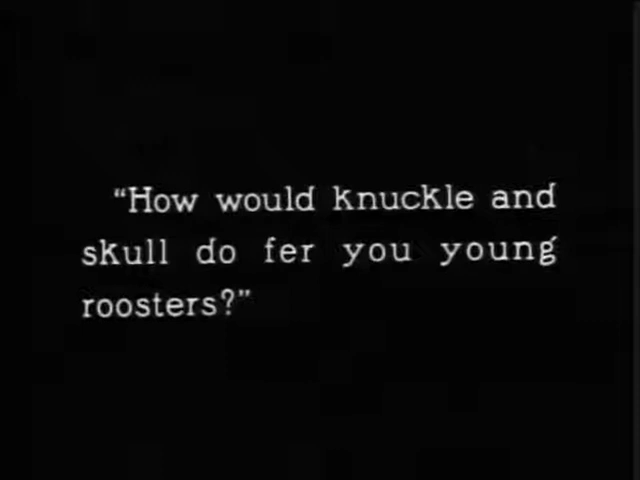 “How would knuckle and
skull do fer you young
roosters?”